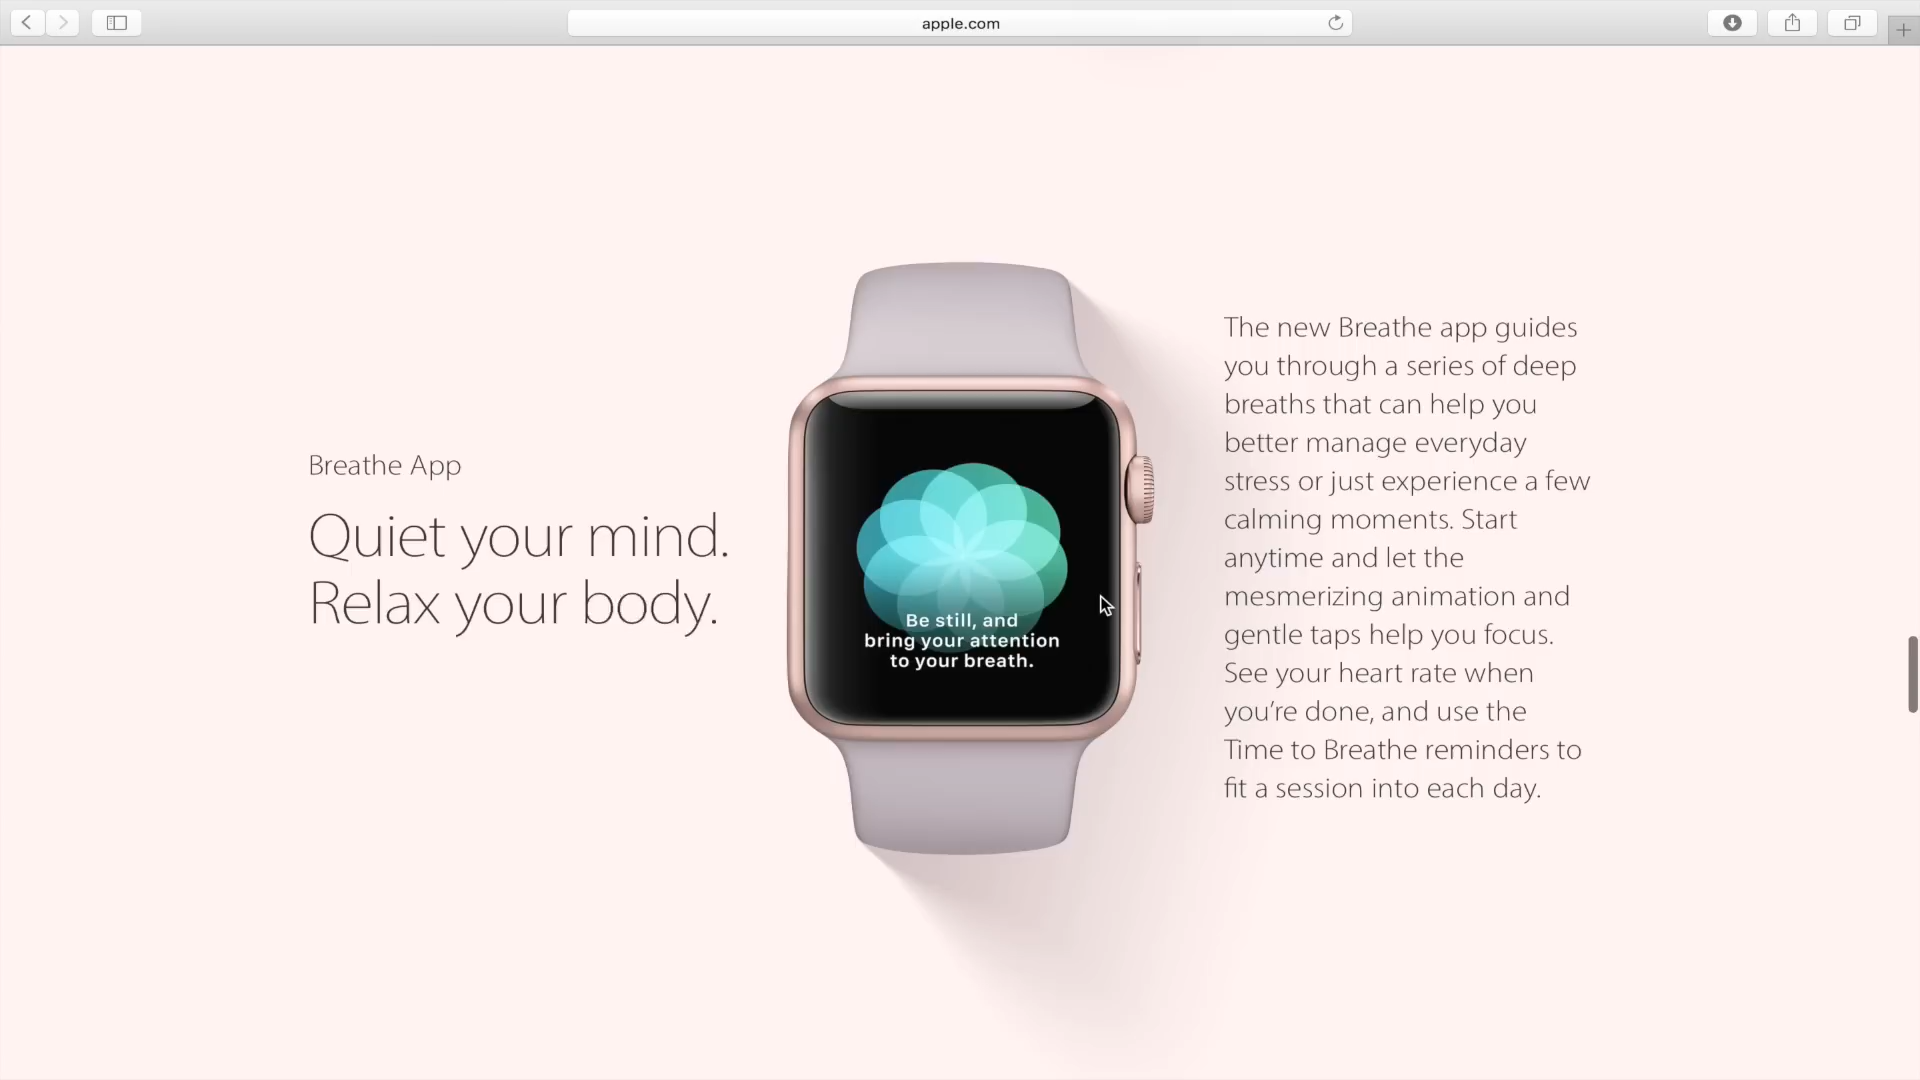 apple.com
Breathe App
Quiet your mind.
Relax your body.
Be still, and
bring your attention
to your breath.
The new Breathe app guides
you through a series of deep
breaths that can help you
better manage everyday
stress or just experience a few
calming moments. Start
anytime and let the
mesmerizing animation and
gentle taps help you focus.
See your heart rate when
you’re done, and use the
Time to Breathe reminders to
fit a session into each day.